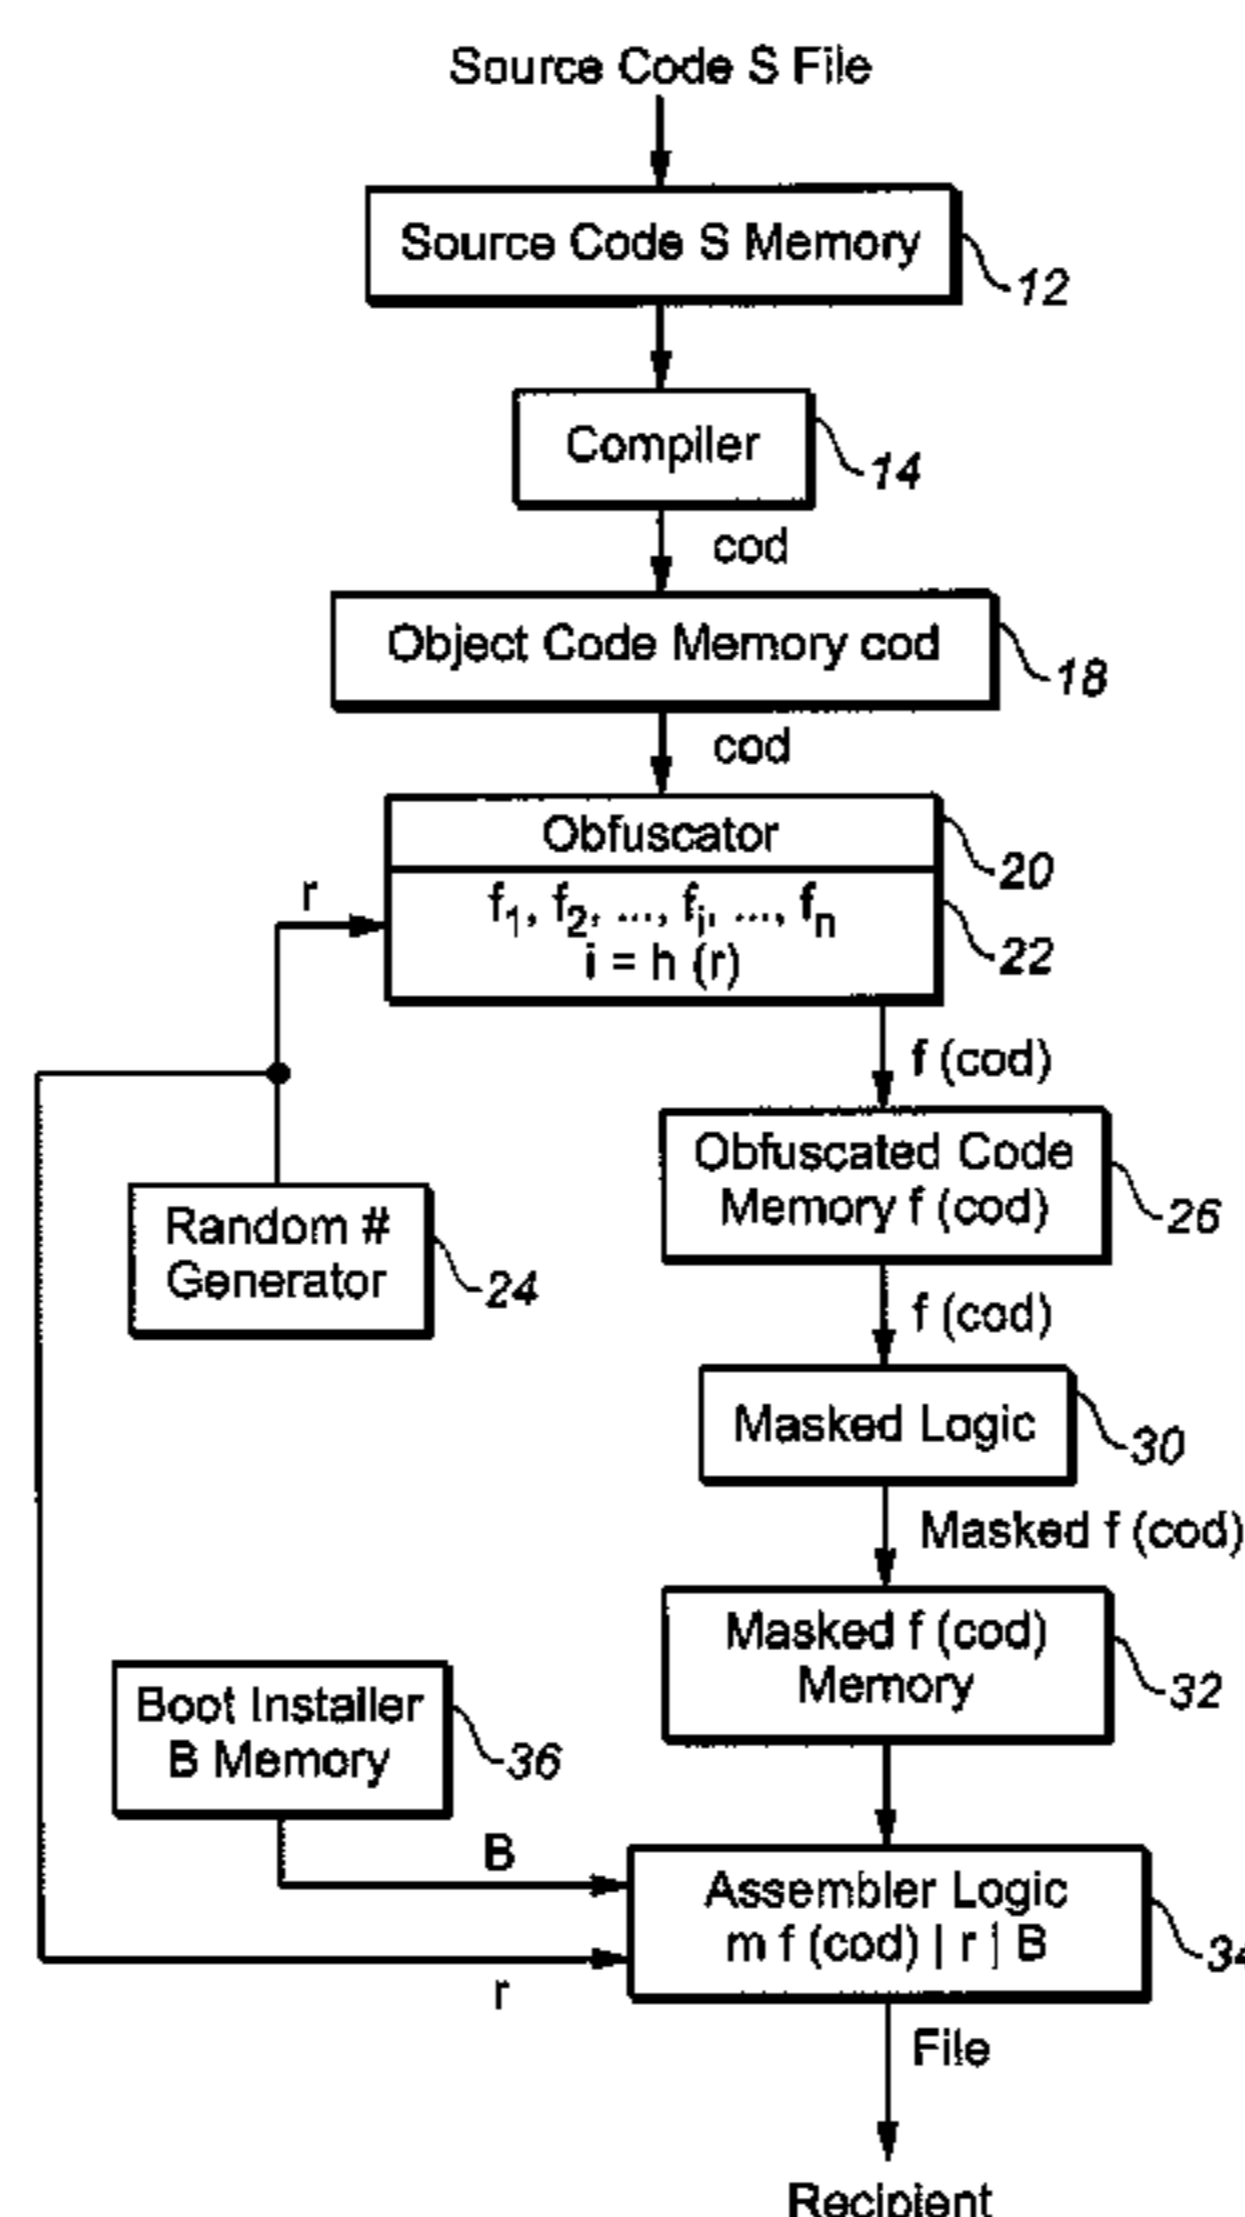 Source Code S File
Source Code S Memory
12
Compiler
14
cod
Object Code Memory cod
18
cod
Obfuscator
20
r
f1, f2, ..., fi, ..., fn
i = h (r)
22
f (cod)
Obfuscated Code
Memory f (cod)
26
Random #
Generator
24
f (cod)
Masked Logic
30
Masked f (cod)
Masked f (cod)
Memory
32
Boot Installer
B Memory
36
B
Assembler Logic
m f (cod) | r | B
34
r
File
Recipient